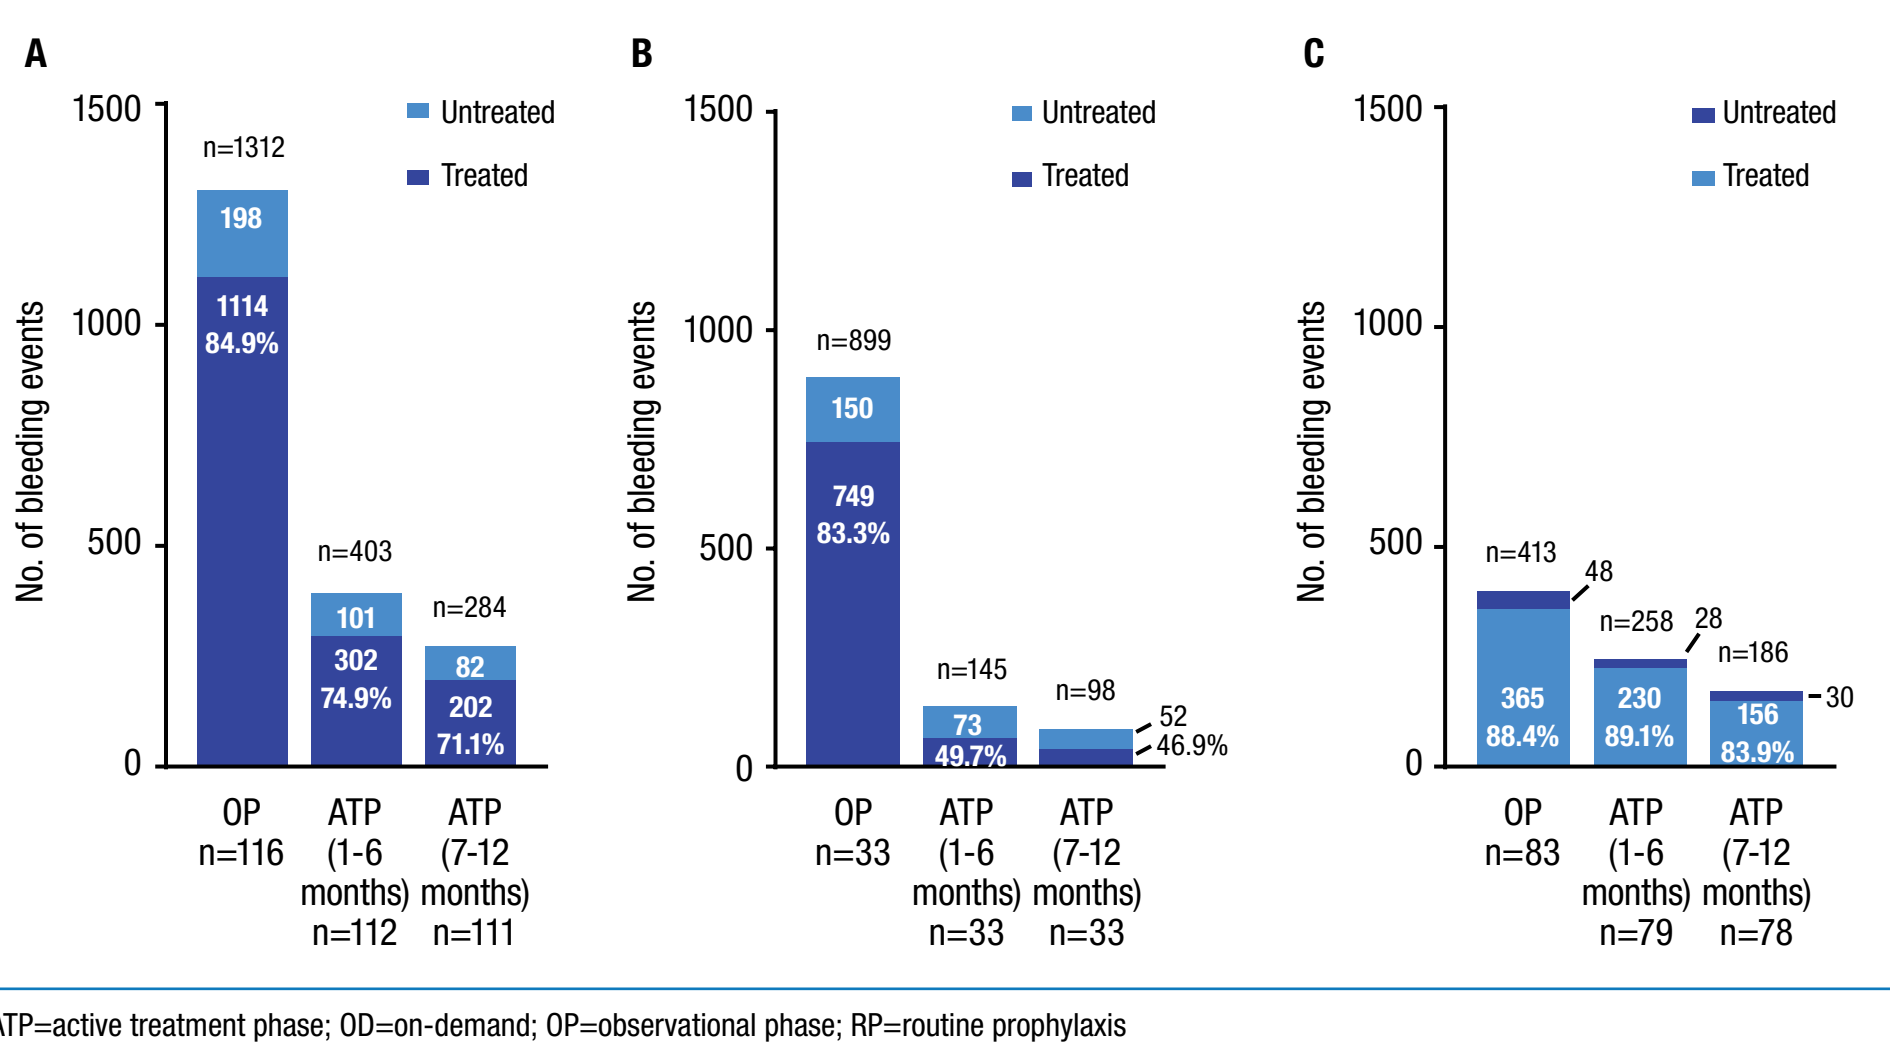 A
No. of bleeding events
1500
1000
500
0
Untreated
Treated
n=1312
198
1114
84.9%
n=403
101
302
74.9%
n=284
82
202
71.1%
OP
n=116
ATP
(1-6
months)
n=112
ATP
(7-12
months)
n=111
B
No. of bleeding events
1500
1000
500
0
Untreated
Treated
n=899
150
749
83.3%
n=145
73
49.7%
n=98
52
46.9%
OP
n=33
ATP
(1-6
months)
n=33
ATP
(7-12
months)
n=33
C
No. of bleeding events
1500
1000
500
0
Untreated
Treated
n=413
48
365
88.4%
n=258
28
230
89.1%
n=186
30
156
83.9%
OP
n=83
ATP
(1-6
months)
n=79
ATP
(7-12
months)
n=78
ATP=active treatment phase; OD=on-demand; OP=observational phase; RP=routine prophylaxis